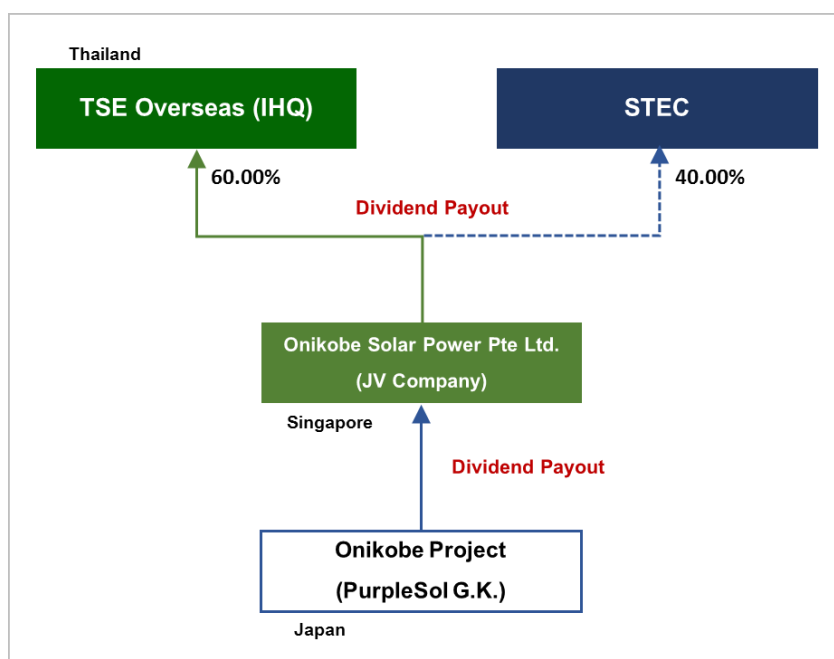 Thailand
TSE Overseas (IHQ)
STEC
60.00%
40.00%
Dividend Payout
Onikobe Solar Power Pte Ltd.
(JV Company)
Singapore
Dividend Payout
Onikobe Project
(PurpleSol G.K.)
Japan